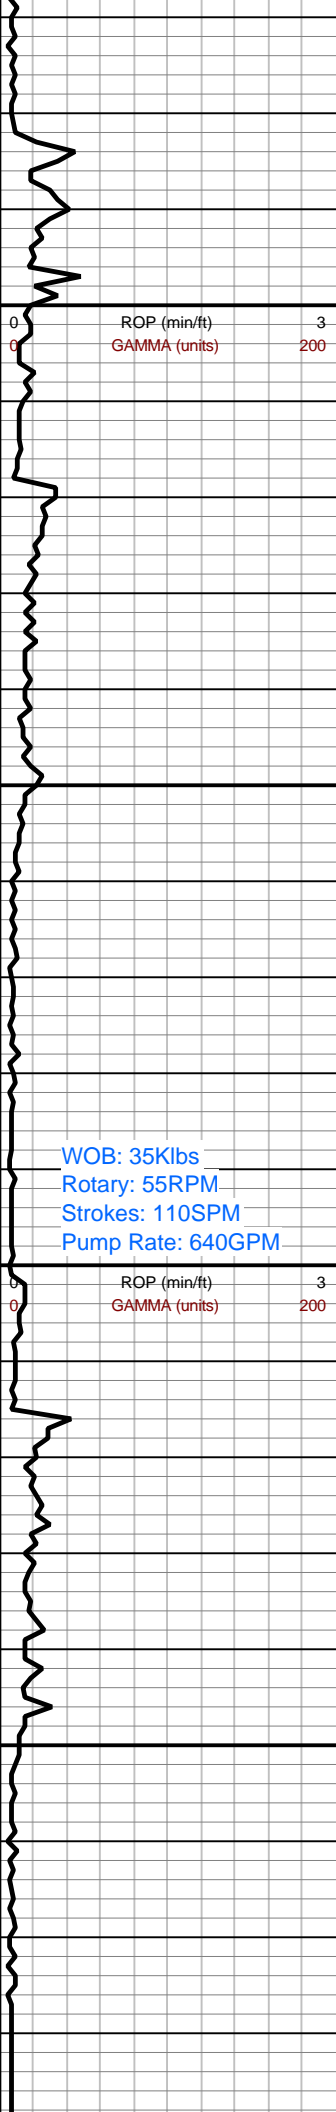 0 ROP (min/ft) 3
0 GAMMA (units) 200
WOB: 35Klbs
Rotary: 55RPM
Strokes: 110SPM
Pump Rate: 640GPM
0 ROP (min/ft) 3
0 GAMMA (units) 200